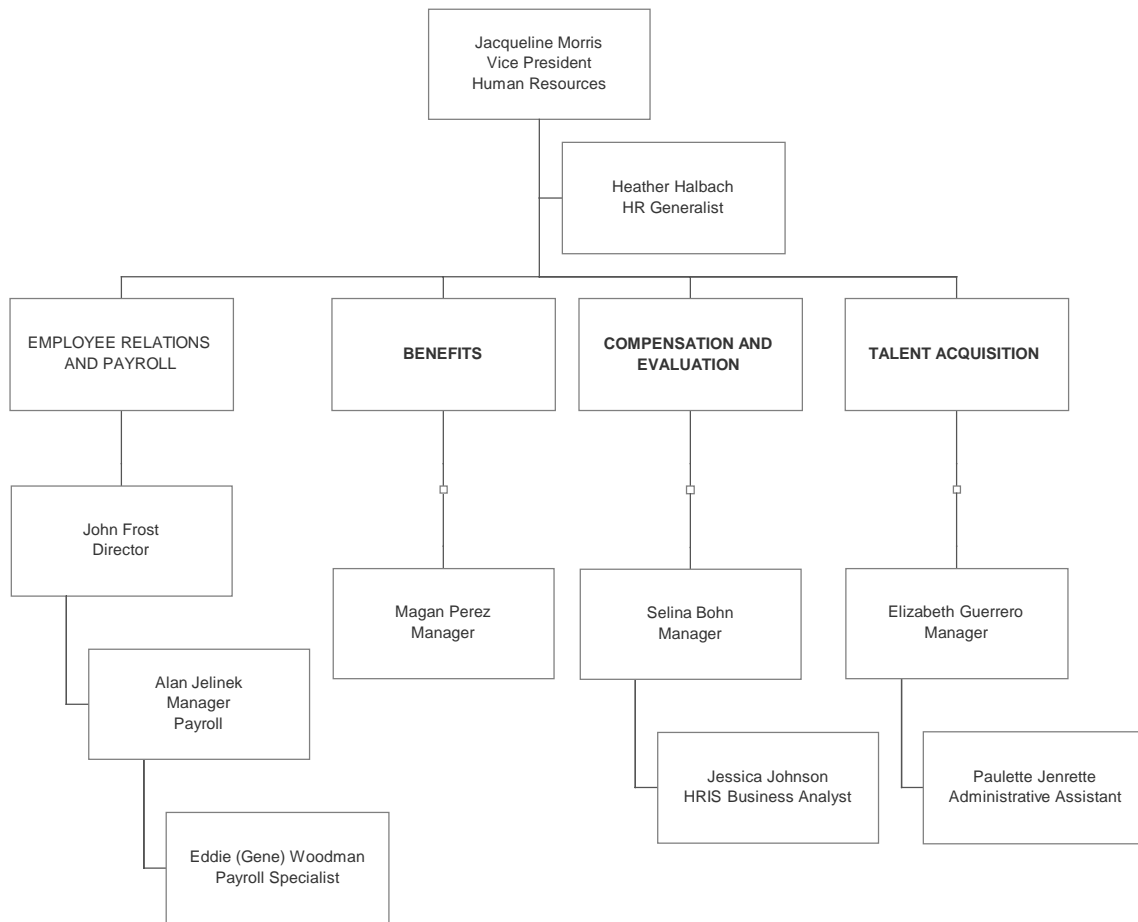 Jacqueline Morris
Vice President
Human Resources
Heather Halbach
HR Generalist
EMPLOYEE RELATIONS
AND PAYROLL
BENEFITS
COMPENSATION AND
EVALUATION
TALENT ACQUISITION
John Frost
Director
Magan Perez
Manager
Selina Bohn
Manager
Elizabeth Guerrero
Manager
Alan Jelinek
Manager
Payroll
Jessica Johnson
HRIS Business Analyst
Paulette Jenrette
Administrative Assistant
Eddie (Gene) Woodman
Payroll Specialist